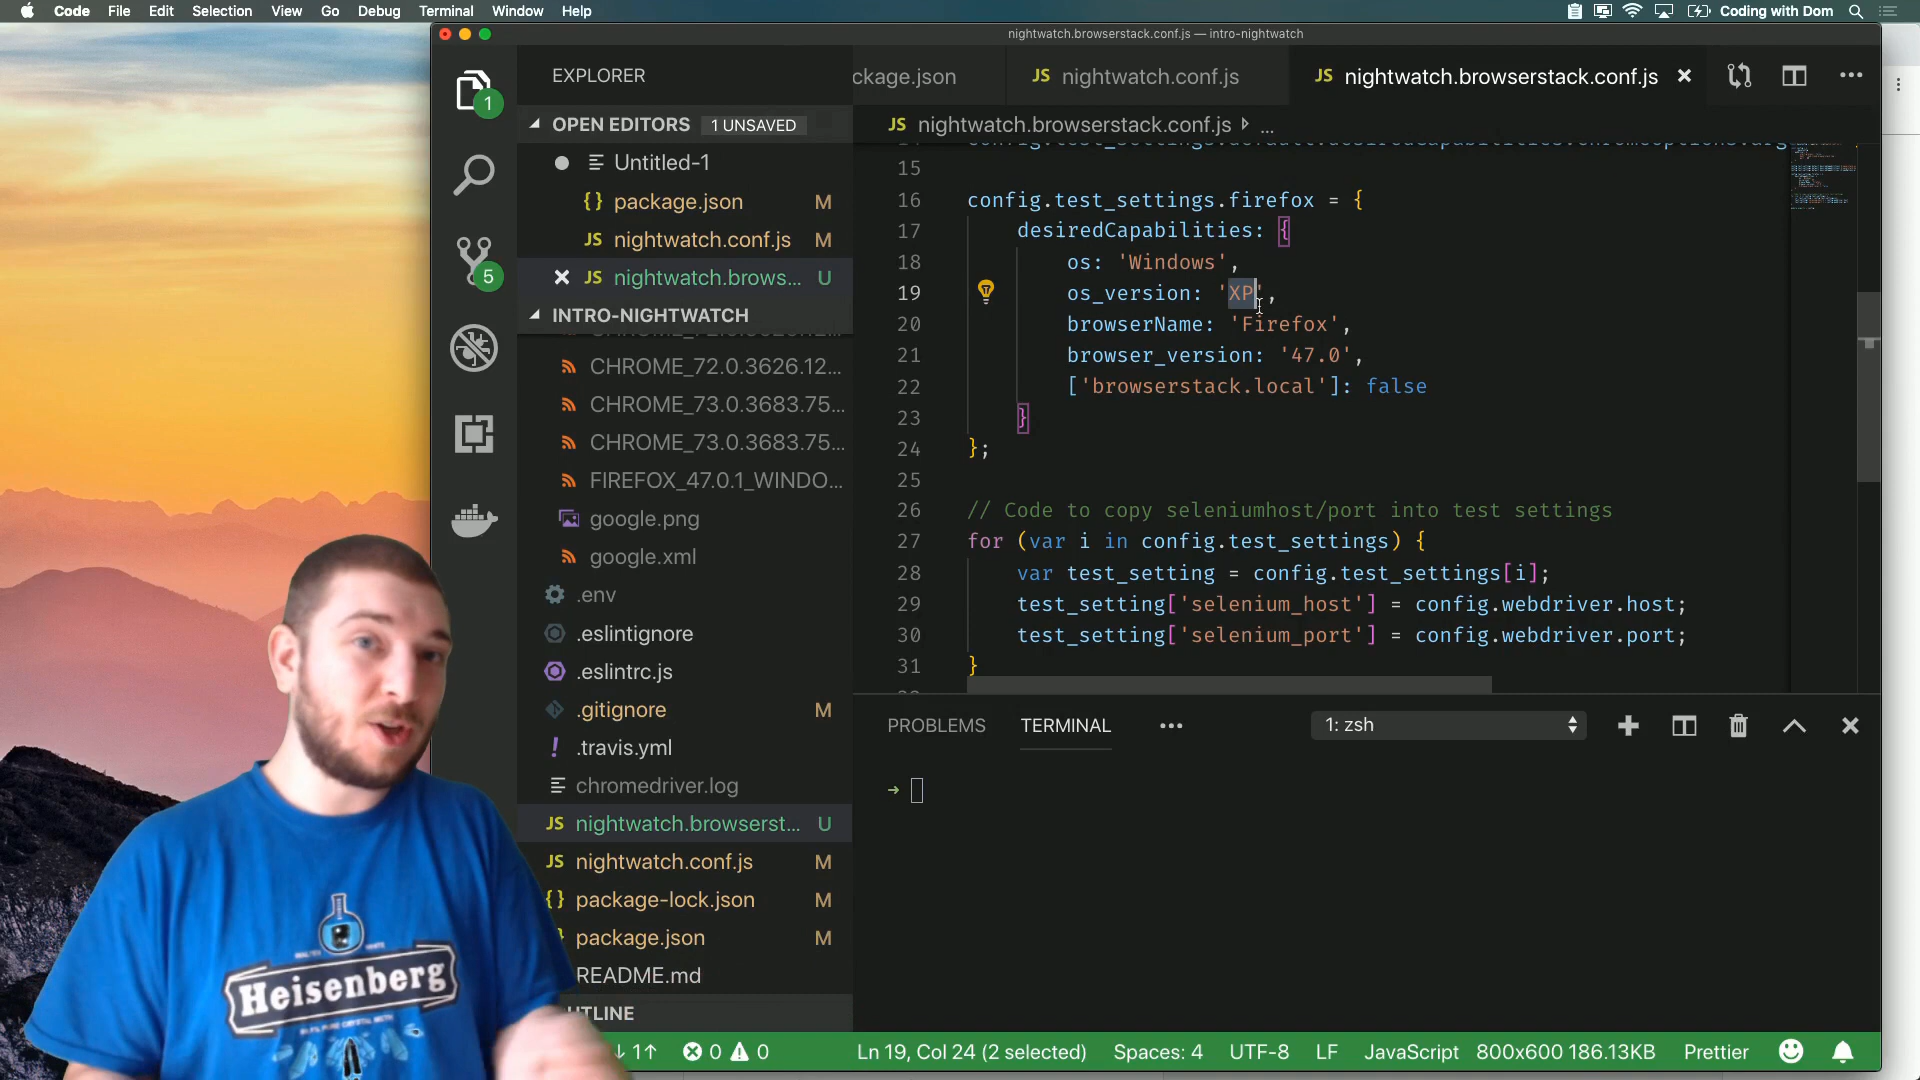 Code File Edit Selection View Go Debug Terminal Window Help
Coding with Dom
nightwatch.browserstack.conf.js — intro-nightwatch
EXPLORER
ckage.json
JS nightwatch.conf.js
JS nightwatch.browserstack.conf.js
1
OPEN EDITORS 1 UNSAVED
JS nightwatch.browserstack.conf.js ...
Untitled-1
{} package.json M
JS nightwatch.conf.js M
JS nightwatch.brows... U
5
INTRO-NIGHTWATCH
CHROME_72.0.3626.12...
CHROME_73.0.3683.75...
CHROME_73.0.3683.75...
FIREFOX_47.0.1_WINDO...
google.png
google.xml
.env
.eslintignore
.eslintrc.js
.gitignore M
! .travis.yml
chromedriver.log
JS nightwatch.browserst... U
JS nightwatch.conf.js M
{} package-lock.json M
package.json M
README.md
UTLINE
config.test_settings.default.desiredCapabilities.chromeOptions.arg
15
16 config.test_settings.firefox = {
17 desiredCapabilities: {
18 os: 'Windows',
19 os_version: 'XP',
20 browserName: 'Firefox',
21 browser_version: '47.0',
22 ['browserstack.local']: false
23 }
24 };
25
26 // Code to copy seleniumhost/port into test settings
27 for (var i in config.test_settings) {
28 var test_setting = config.test_settings[i];
29 test_setting['selenium_host'] = config.webdriver.host;
30 test_setting['selenium_port'] = config.webdriver.port;
31 }
PROBLEMS TERMINAL ... 1: zsh
Heisenberg
↓ 1↑ 0 0 Ln 19, Col 24 (2 selected) Spaces: 4 UTF-8 LF JavaScript 800x600 186.13KB Prettier